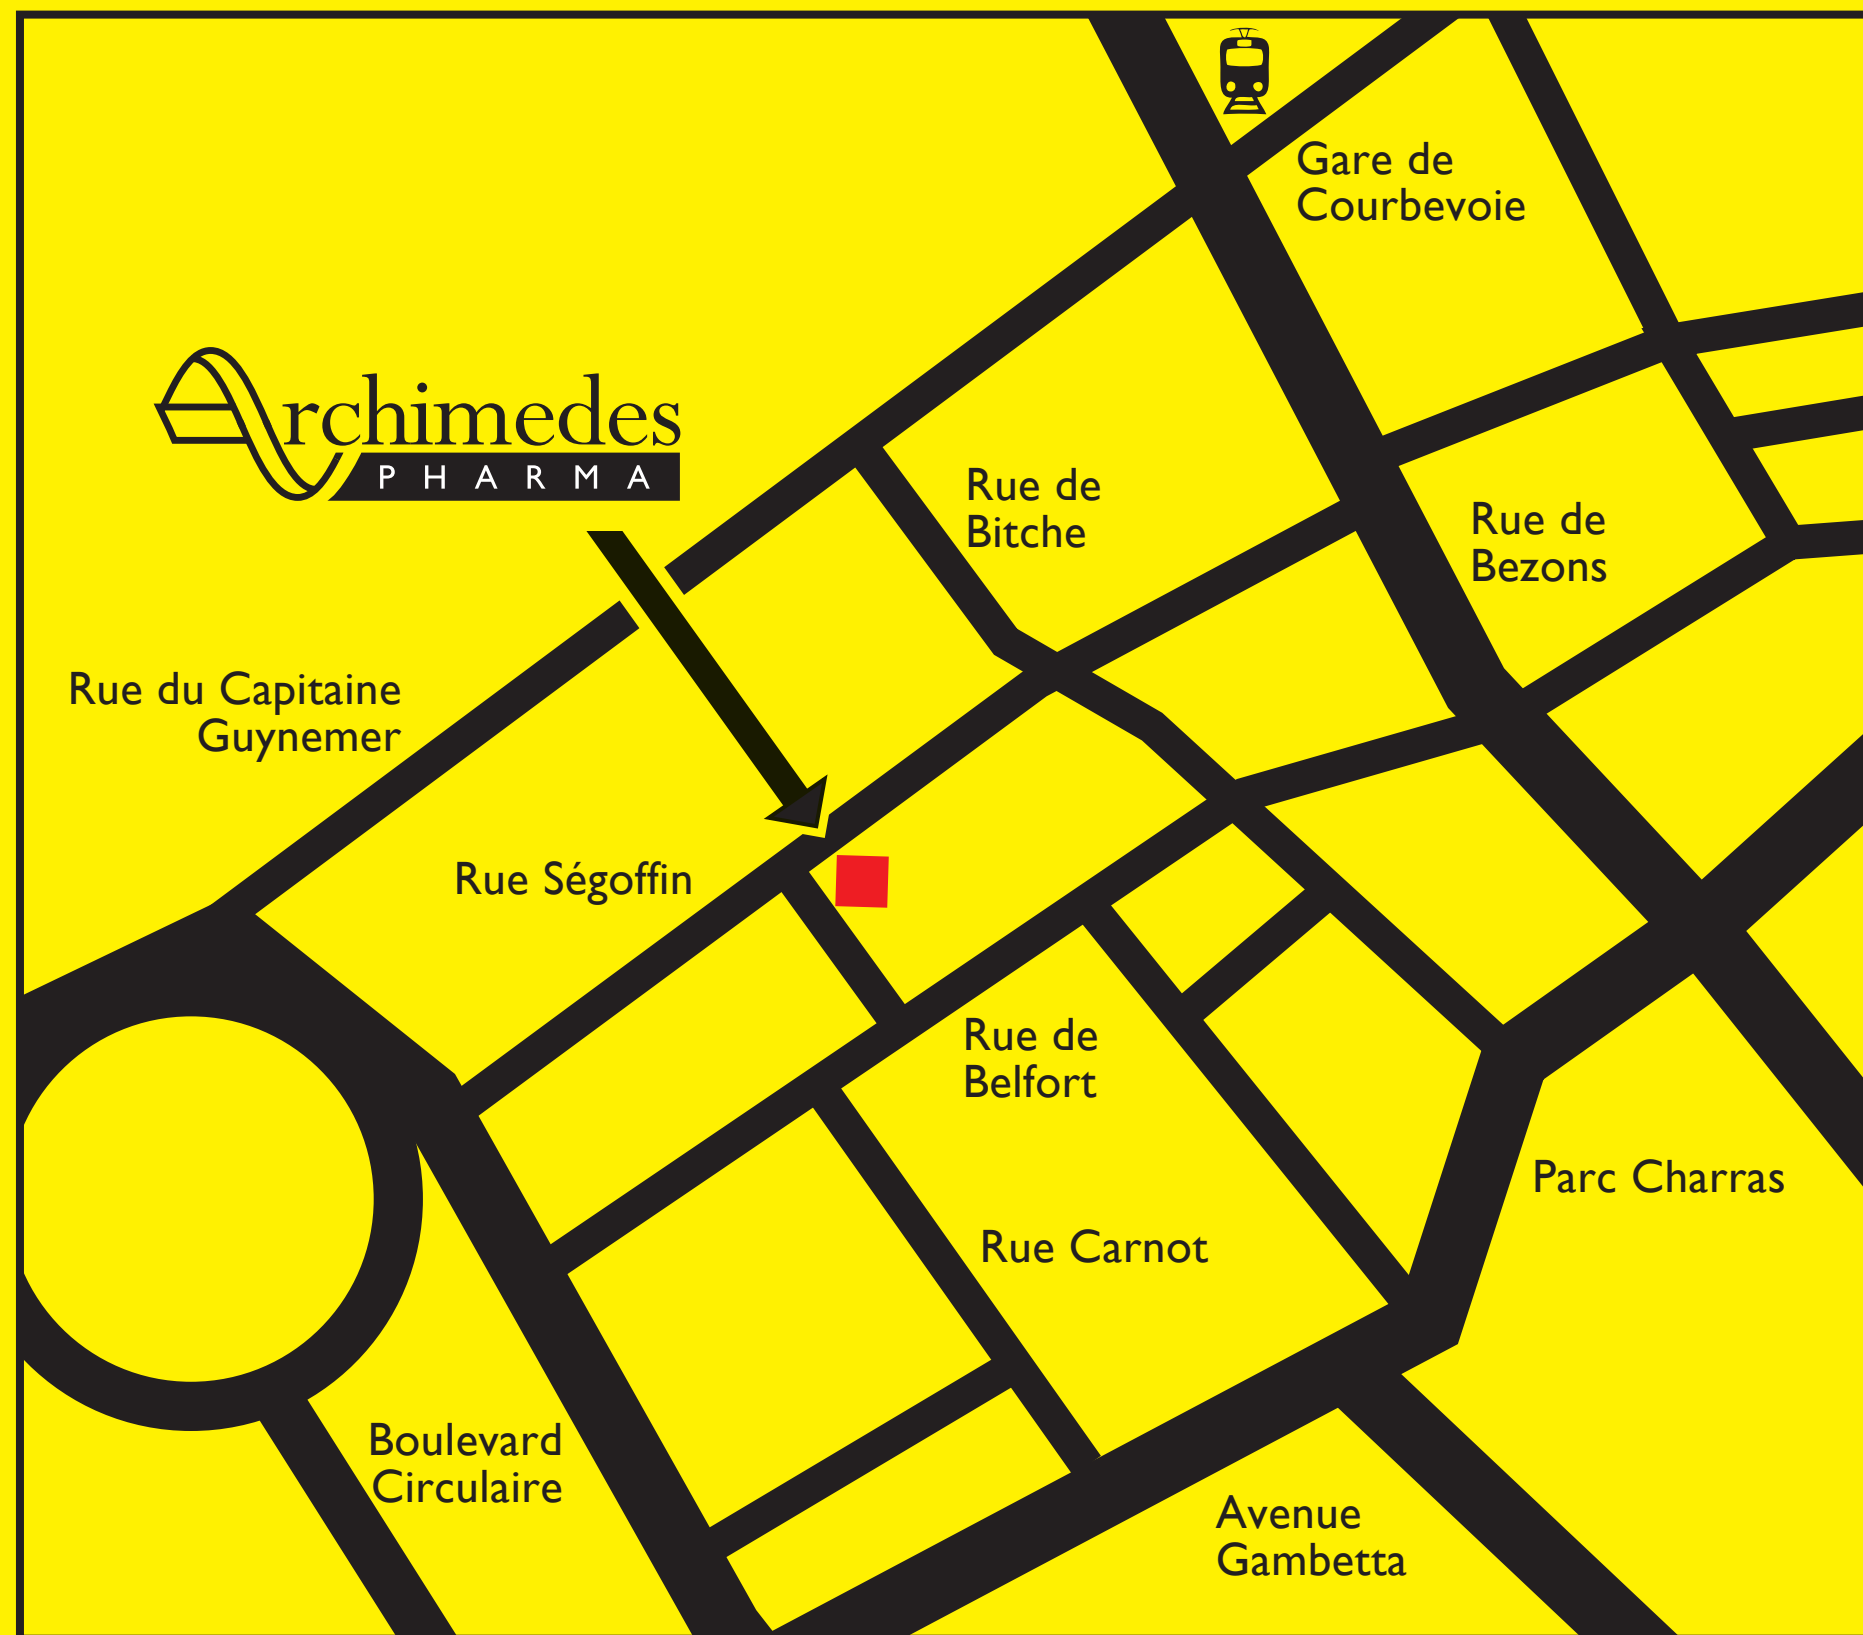 Gare de
Courbevoie
Archimedes
PHARMA
Rue de
Bitche
Rue de
Bezons
Rue du Capitaine
Guynemer
Rue Ségoffin
Rue de
Belfort
Parc Charras
Rue Carnot
Boulevard
Circulaire
Avenue
Gambetta